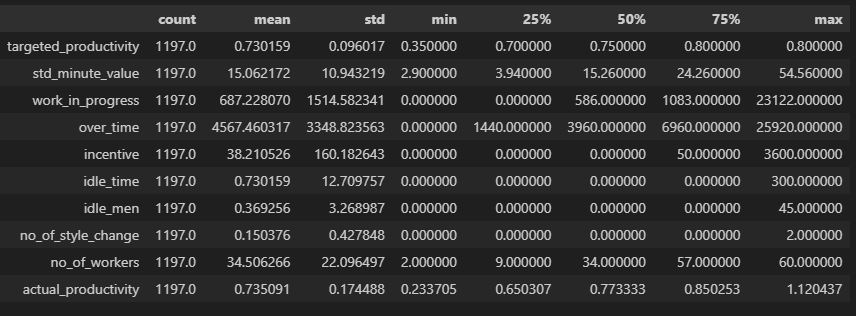 count mean std min 25% 50% 75% max
targeted_productivity 1197.0 0.730159 0.096017 0.350000 0.700000 0.750000 0.800000 0.800000
std_minute_value 1197.0 15.062172 10.943219 2.900000 3.940000 15.260000 24.260000 54.560000
work_in_progress 1197.0 687.228070 1514.582341 0.000000 0.000000 586.000000 1083.000000 23122.000000
over_time 1197.0 4567.460317 3348.823563 0.000000 1440.000000 3960.000000 6960.000000 25920.000000
incentive 1197.0 38.210526 160.182643 0.000000 0.000000 0.000000 50.000000 3600.000000
idle_time 1197.0 0.730159 12.709757 0.000000 0.000000 0.000000 0.000000 300.000000
idle_men 1197.0 0.369256 3.268987 0.000000 0.000000 0.000000 0.000000 45.000000
no_of_style_change 1197.0 0.150376 0.427848 0.000000 0.000000 0.000000 0.000000 2.000000
no_of_workers 1197.0 34.506266 22.096497 2.000000 9.000000 34.000000 57.000000 60.000000
actual_productivity 1197.0 0.735091 0.174488 0.233705 0.650307 0.773333 0.850253 1.120437